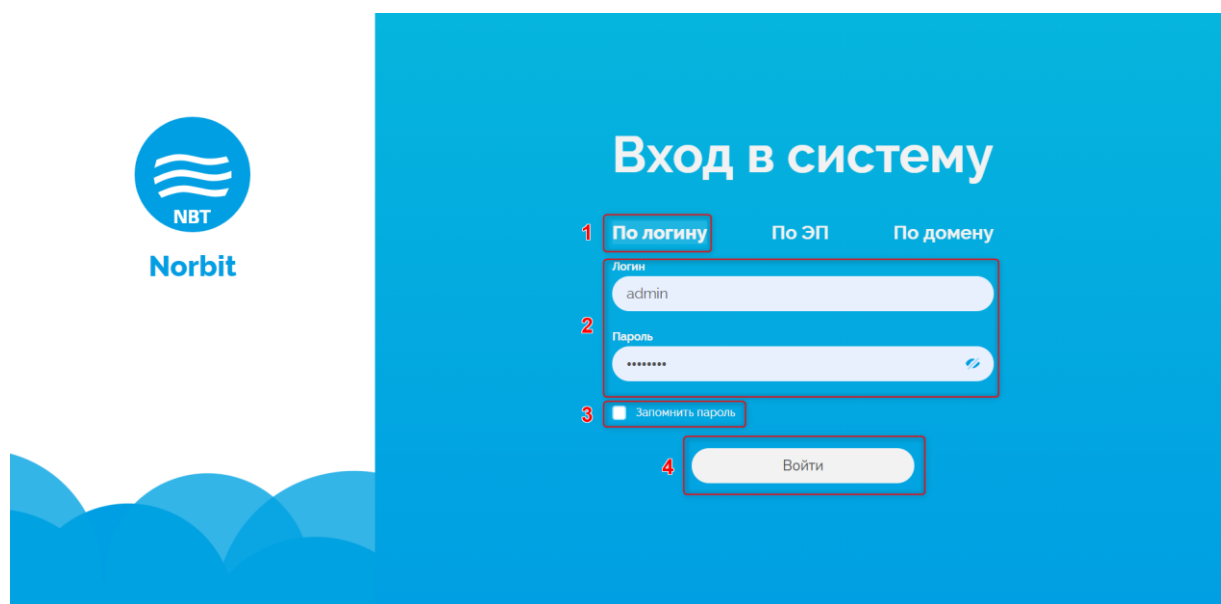 NBT
Norbit
Вход в систему
1 По логину По ЭП По домену
Логин
admin
2
Пароль
••••••••
3 Запомнить пароль
4 Войти